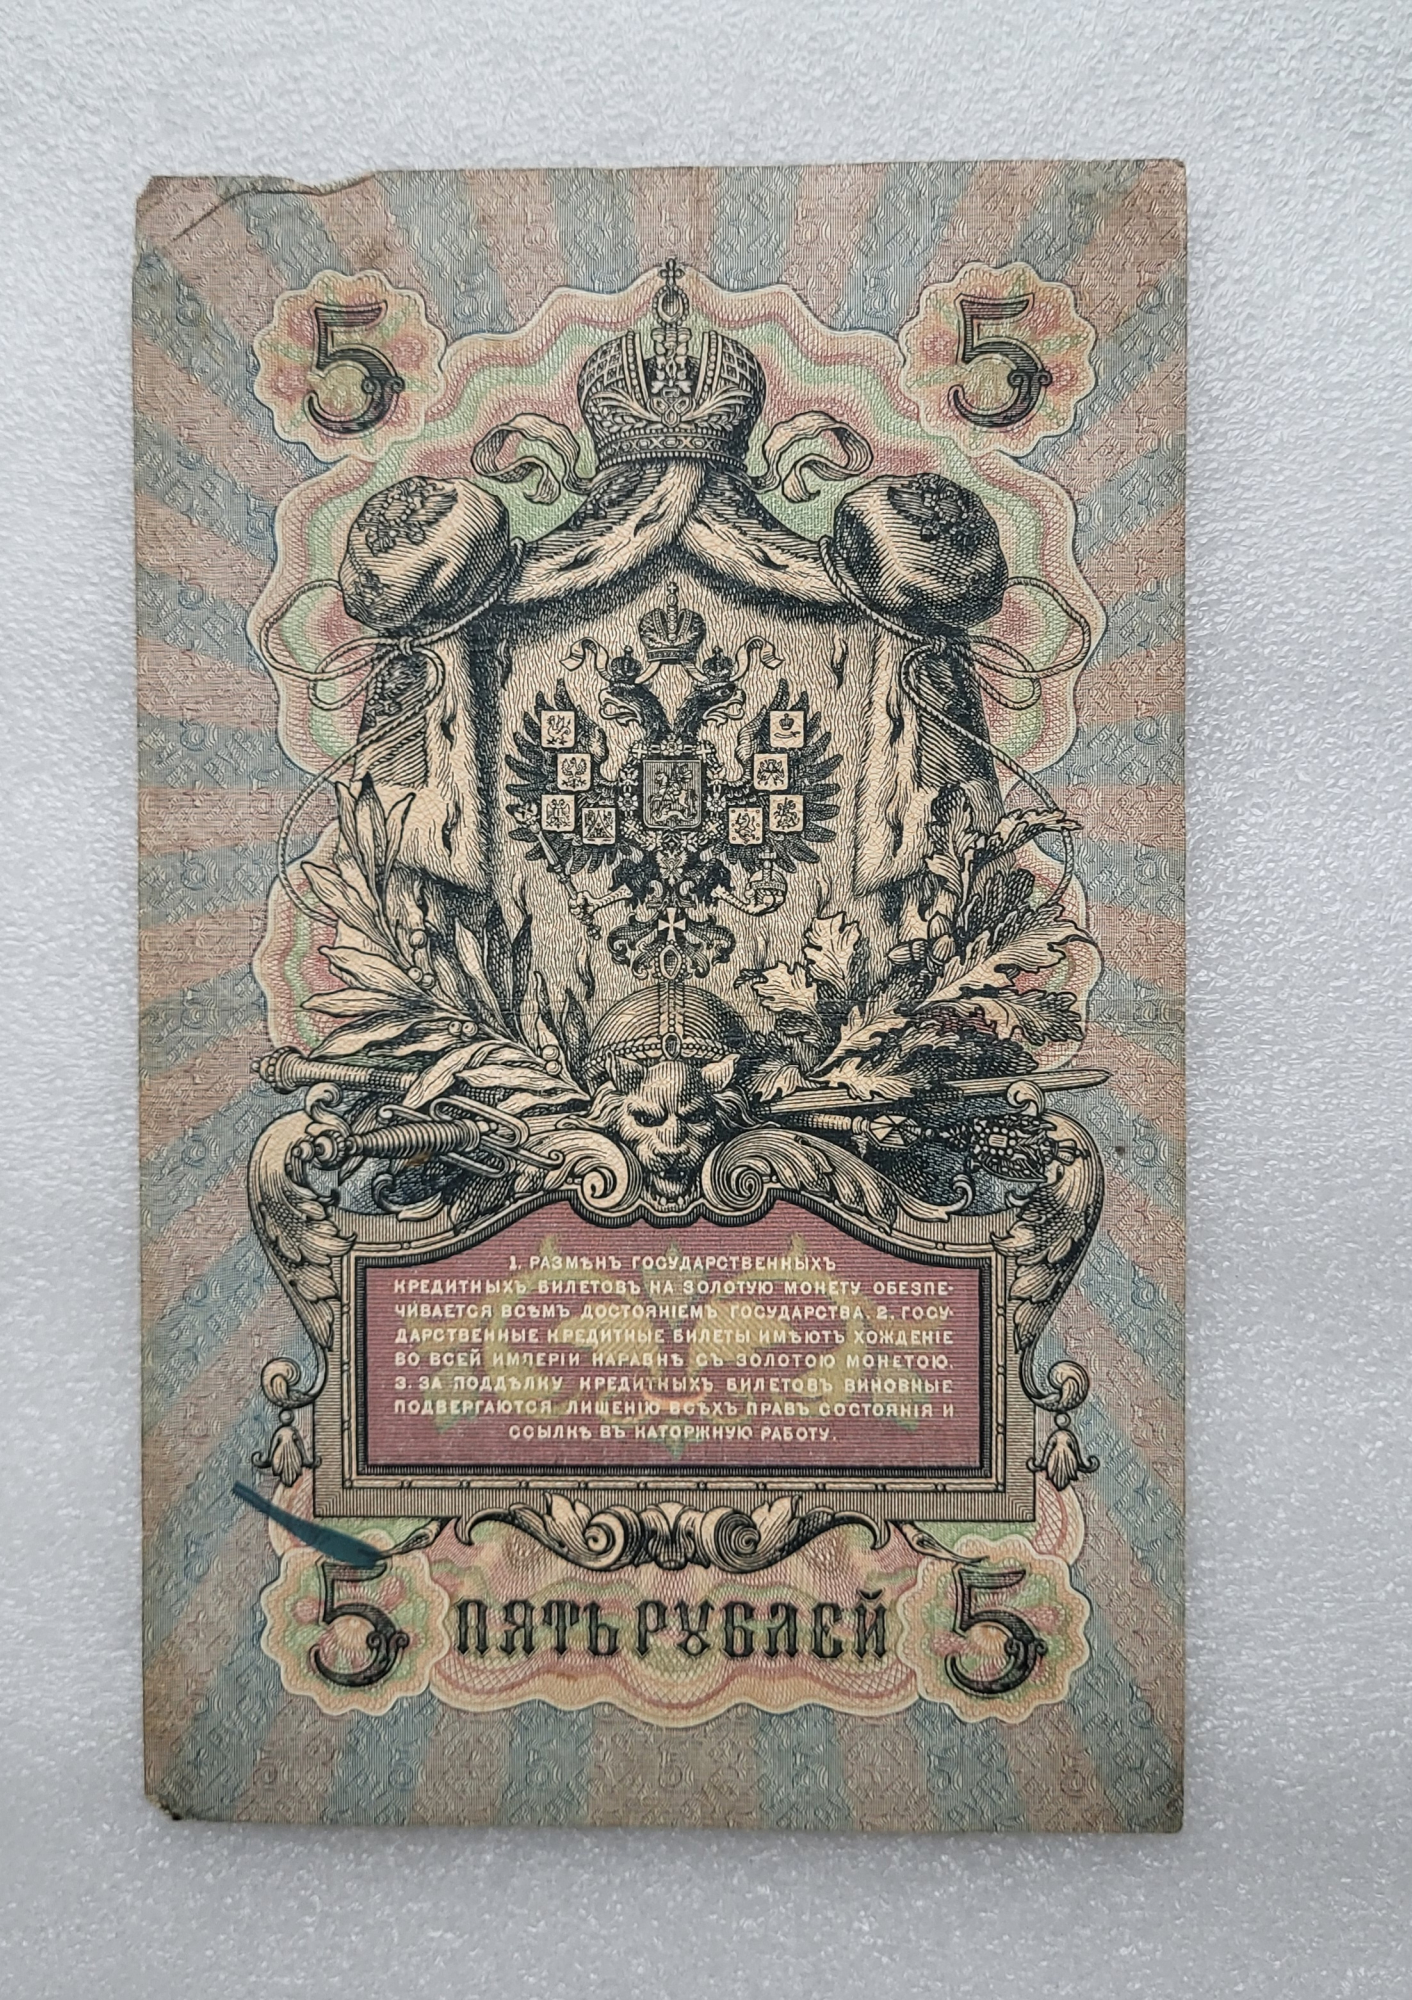 5 5
1. РАЗМѢНЪ ГОСУДАРСТВЕННЫХЪ
КРЕДИТНЫХЪ БИЛЕТОВЪ НА ЗОЛОТУЮ МОНЕТУ ОБЕЗПЕ-
ЧИВАЕТСЯ ВСѢМЪ ДОСТОЯНІЕМЪ ГОСУДАРСТВА. 2. ГОСУ-
ДАРСТВЕННЫЕ КРЕДИТНЫЕ БИЛЕТЫ ИМѢЮТЪ ХОЖДЕНІЕ
ВО ВСЕЙ ИМПЕРІИ НАРАВНѢ СЪ ЗОЛОТОЮ МОНЕТОЮ.
3. ЗА ПОДДѢЛКУ КРЕДИТНЫХЪ БИЛЕТОВЪ ВИНОВНЫЕ
ПОДВЕРГАЮТСЯ ЛИШЕНІЮ ВСѢХЪ ПРАВЪ СОСТОЯНІЯ И
ССЫЛКѢ ВЪ КАТОРЖНУЮ РАБОТУ.
5 ПЯТЬ РУБЛЕЙ 5